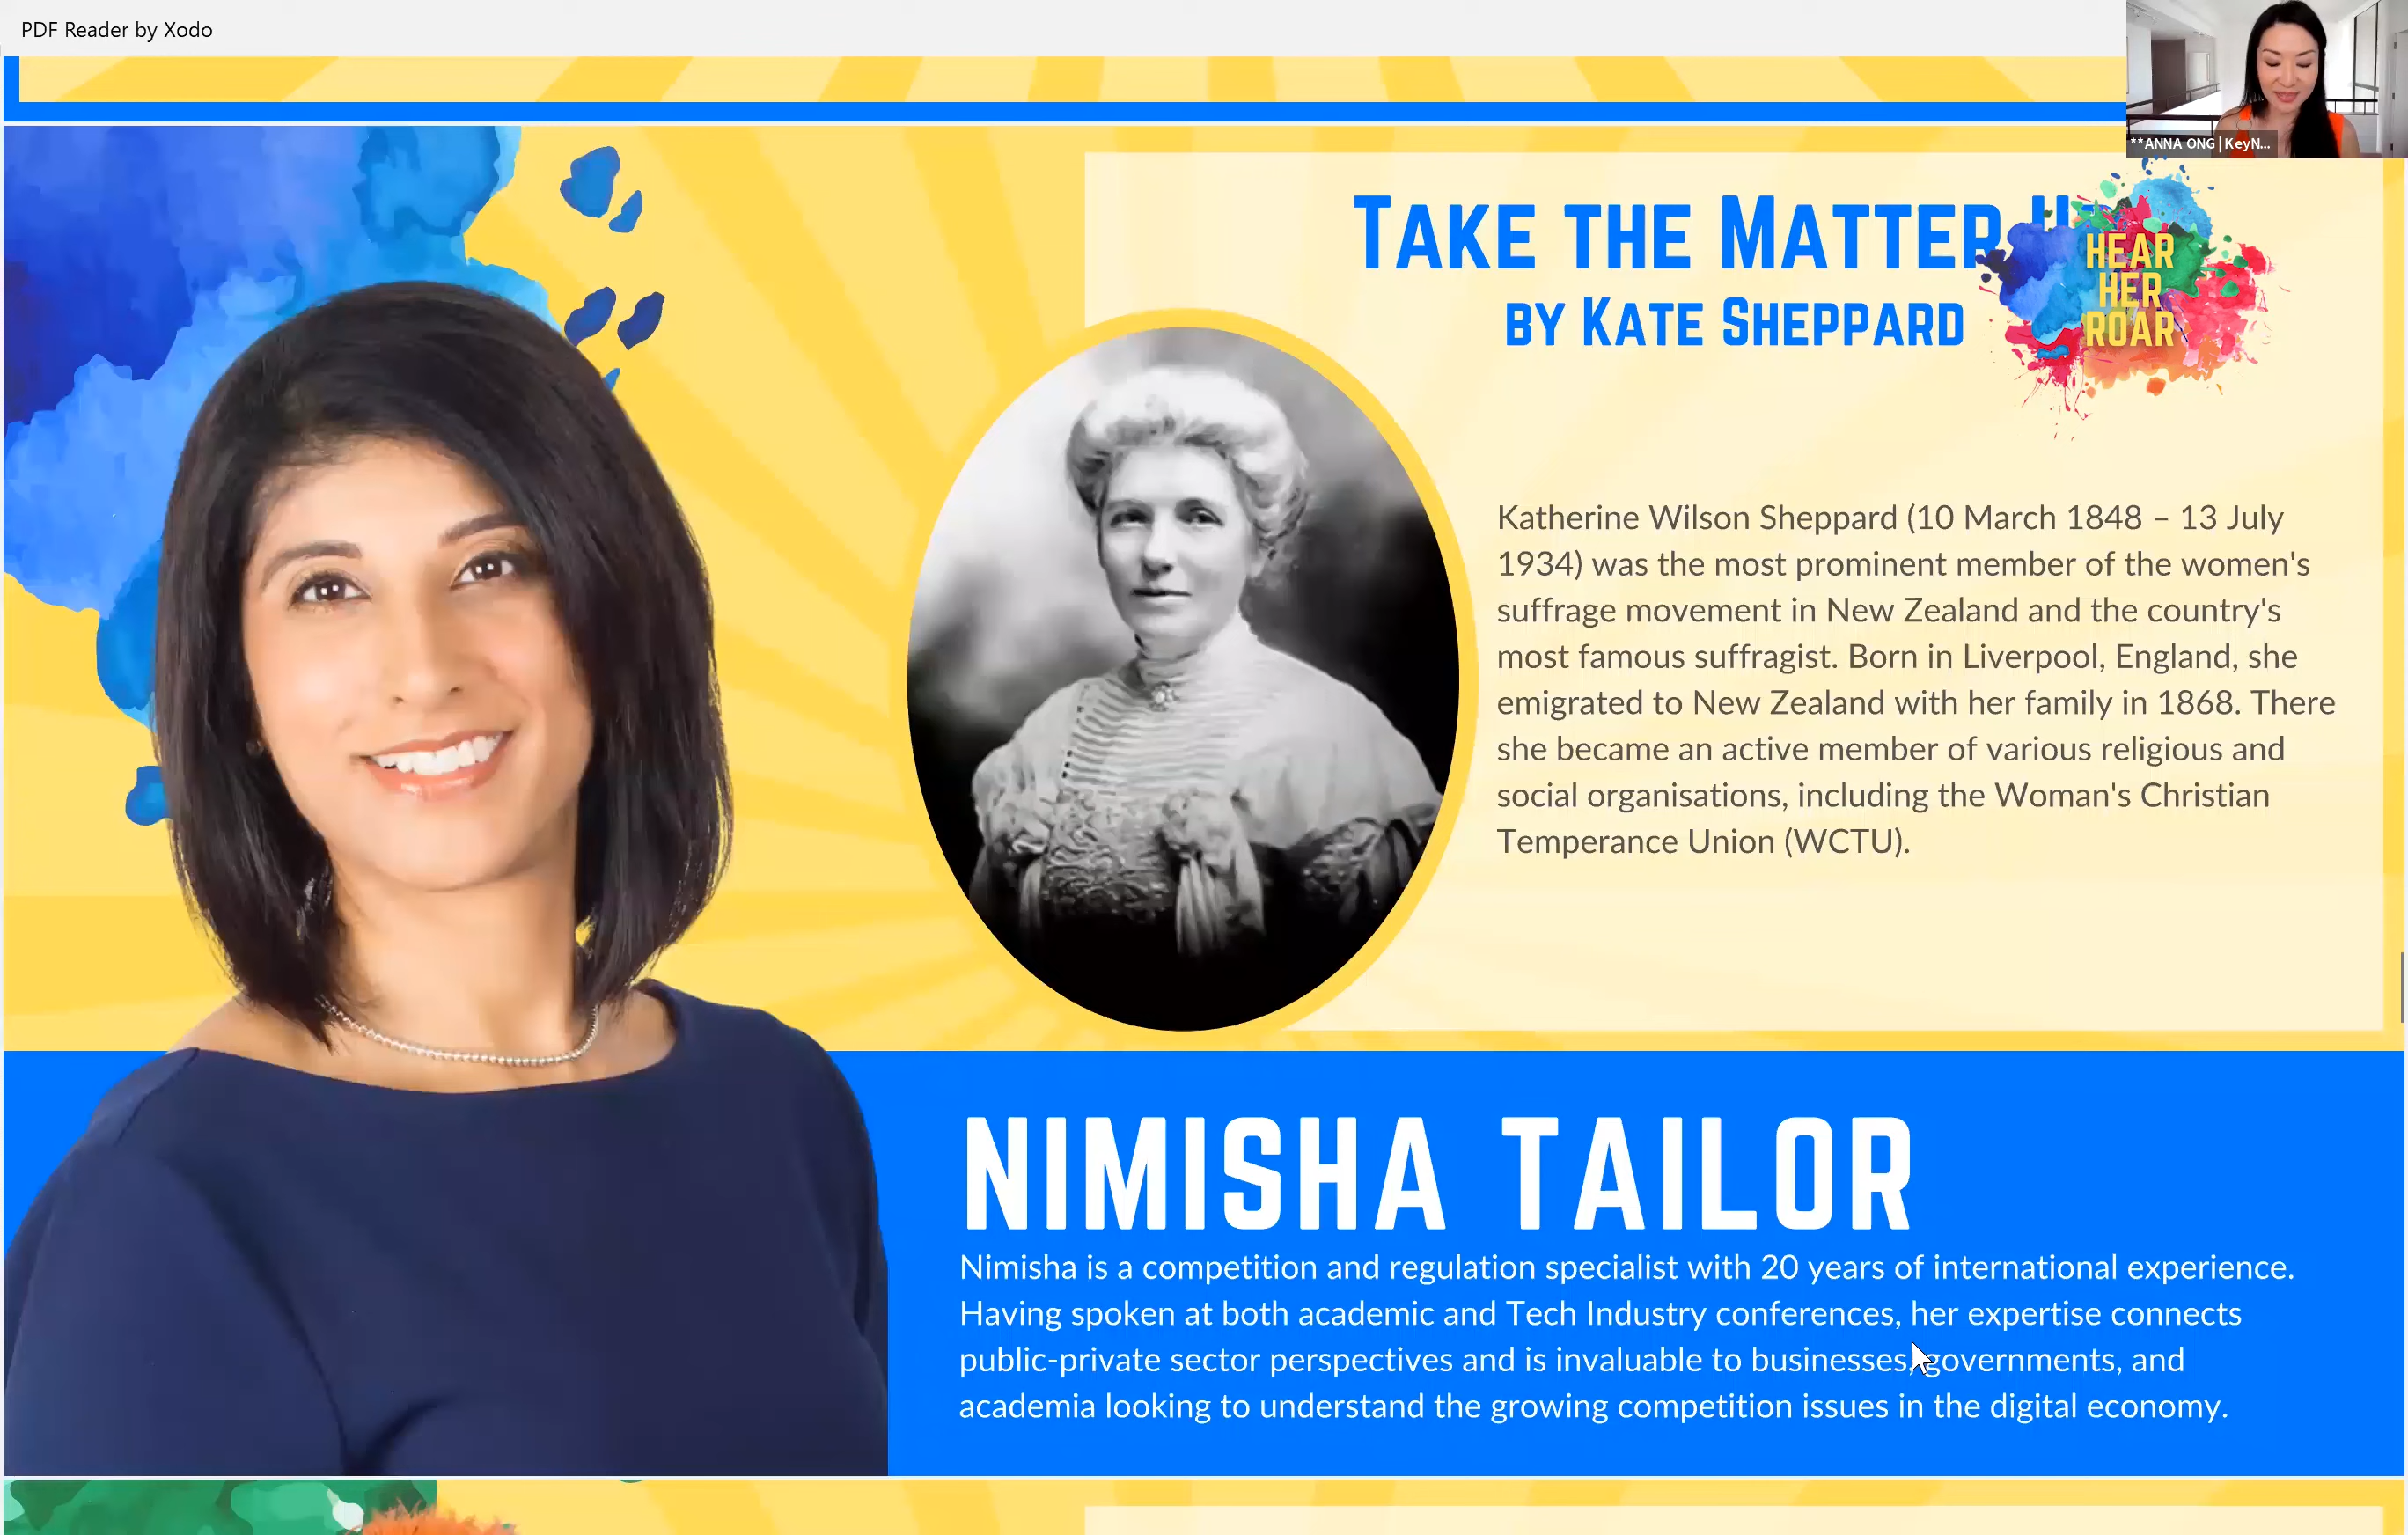 PDF Reader by Xodo
**ANNA ONG | KeyN...
TAKE THE MATTER
BY KATE SHEPPARD
HEAR
HER
ROAR
Katherine Wilson Sheppard (10 March 1848 – 13 July
1934) was the most prominent member of the women's
suffrage movement in New Zealand and the country's
most famous suffragist. Born in Liverpool, England, she
emigrated to New Zealand with her family in 1868. There
she became an active member of various religious and
social organisations, including the Woman's Christian
Temperance Union (WCTU).
NIMISHA TAILOR
Nimisha is a competition and regulation specialist with 20 years of international experience.
Having spoken at both academic and Tech Industry conferences, her expertise connects
public-private sector perspectives and is invaluable to businesses, governments, and
academia looking to understand the growing competition issues in the digital economy.